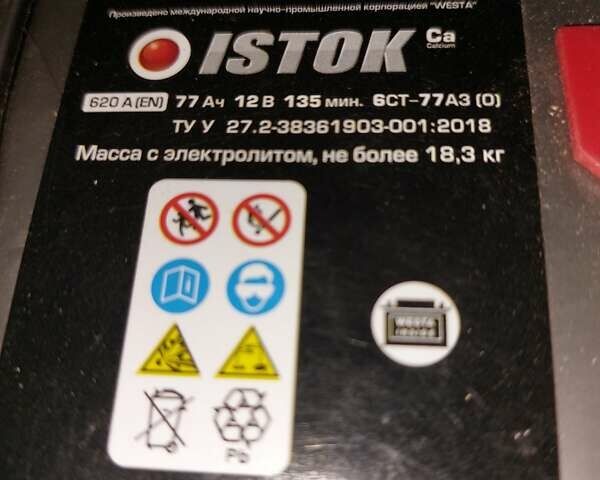 Произведено международной научно-промышленной корпорацией "WESTA"
ISTOK Ca
Calcium
620 A (EN) 77 Ач 12 В 135 мин. 6СТ-77АЗ (0)
ТУ У 27.2-38361903-001:2018
Масса с электролитом, не более 18,3 кг
WESTA
Pb